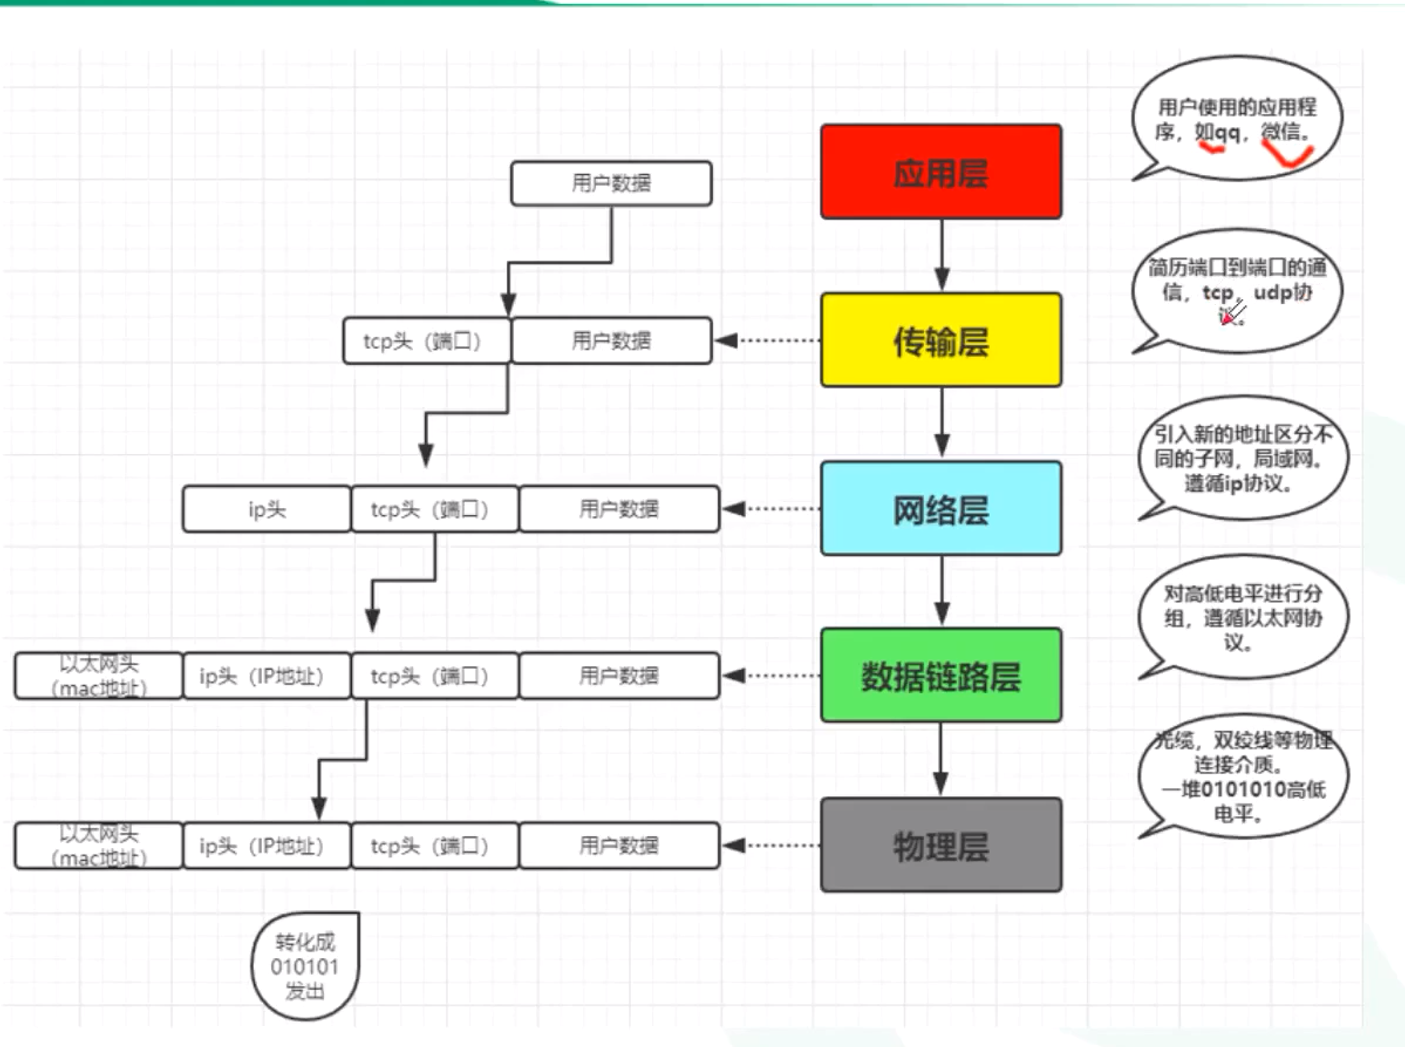 用户使用的应用程
序，如qq，微信。
应用层
用户数据
简历端口到端口的通
信，tcp，udp协
。
tcp头（端口）
用户数据
传输层
引入新的地址区分不
同的子网，局域网。
遵循ip协议。
ip头
tcp头（端口）
用户数据
网络层
对高低电平进行分
组，遵循以太网协
议。
以太网头
（mac地址）
ip头（IP地址）
tcp头（端口）
用户数据
数据链路层
光缆，双绞线等物理
连接介质。
一堆0101010高低
电平。
以太网头
（mac地址）
ip头（IP地址）
tcp头（端口）
用户数据
物理层
转化成
010101
发出